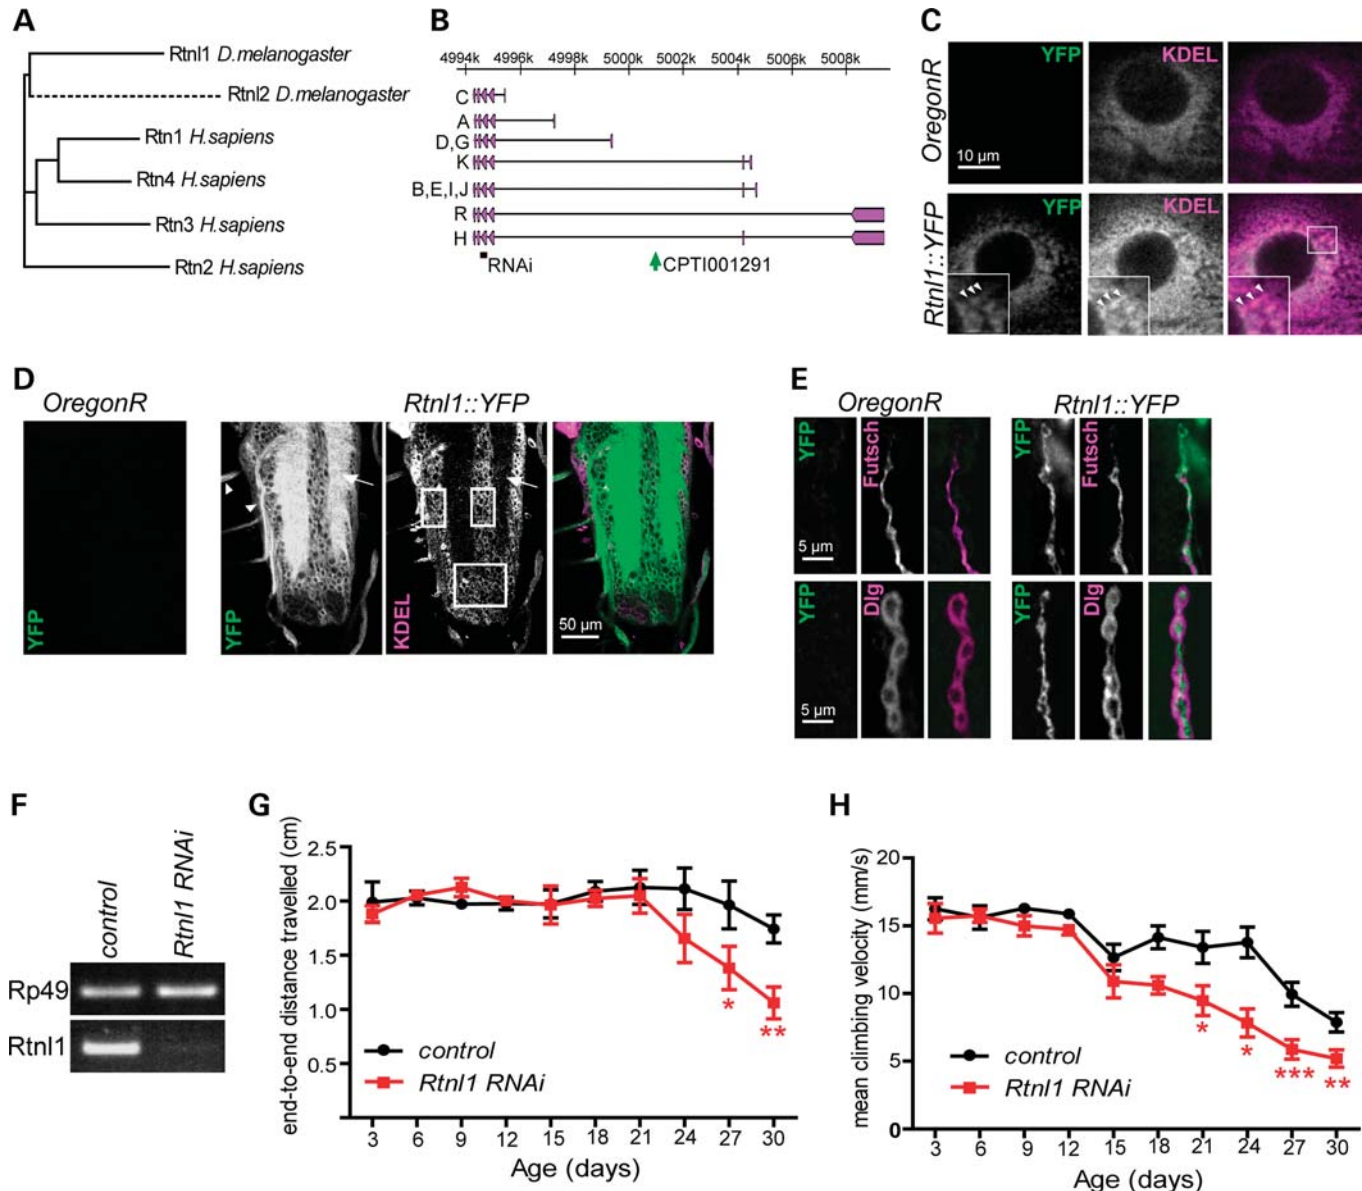 A
Rtnl1 D.melanogaster
Rtnl2 D.melanogaster
Rtn1 H.sapiens
Rtn4 H.sapiens
Rtn3 H.sapiens
Rtn2 H.sapiens
B
4994k 4996k 4998k 5000k 5002k 5004k 5006k 5008k
C
A
D,G
K
B,E,I,J
R
H
RNAi
CPTI001291
C
OregonR
YFP
KDEL
10 µm
Rtnl1::YFP
YFP
KDEL
D
OregonR
Rtnl1::YFP
YFP
YFP
KDEL
50 µm
E
OregonR
Rtnl1::YFP
YFP
Futsch
YFP
Futsch
5 µm
YFP
Dlg
YFP
Dlg
5 µm
F
control
Rtnl1 RNAi
Rp49
Rtnl1
G
end-to-end distance travelled (cm)
2.5
2.0
1.5
1.0
0.5
*
**
control
Rtnl1 RNAi
3 6 9 12 15 18 21 24 27 30
Age (days)
H
mean climbing velocity (mm/s)
20
15
10
5
0
*
*
***
**
control
Rtnl1 RNAi
3 6 9 12 15 18 21 24 27 30
Age (days)